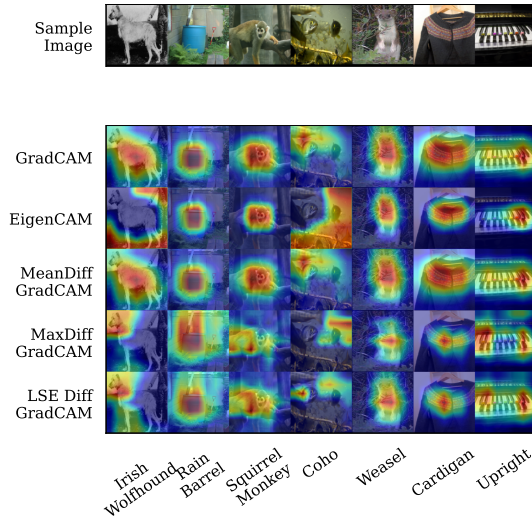 Sample
Image
GradCAM
EigenCAM
MeanDiff
GradCAM
MaxDiff
GradCAM
LSE Diff
GradCAM
Irish
Wolfhound
Rain
Barrel
Squirrel
Monkey
Coho
Weasel
Cardigan
Upright